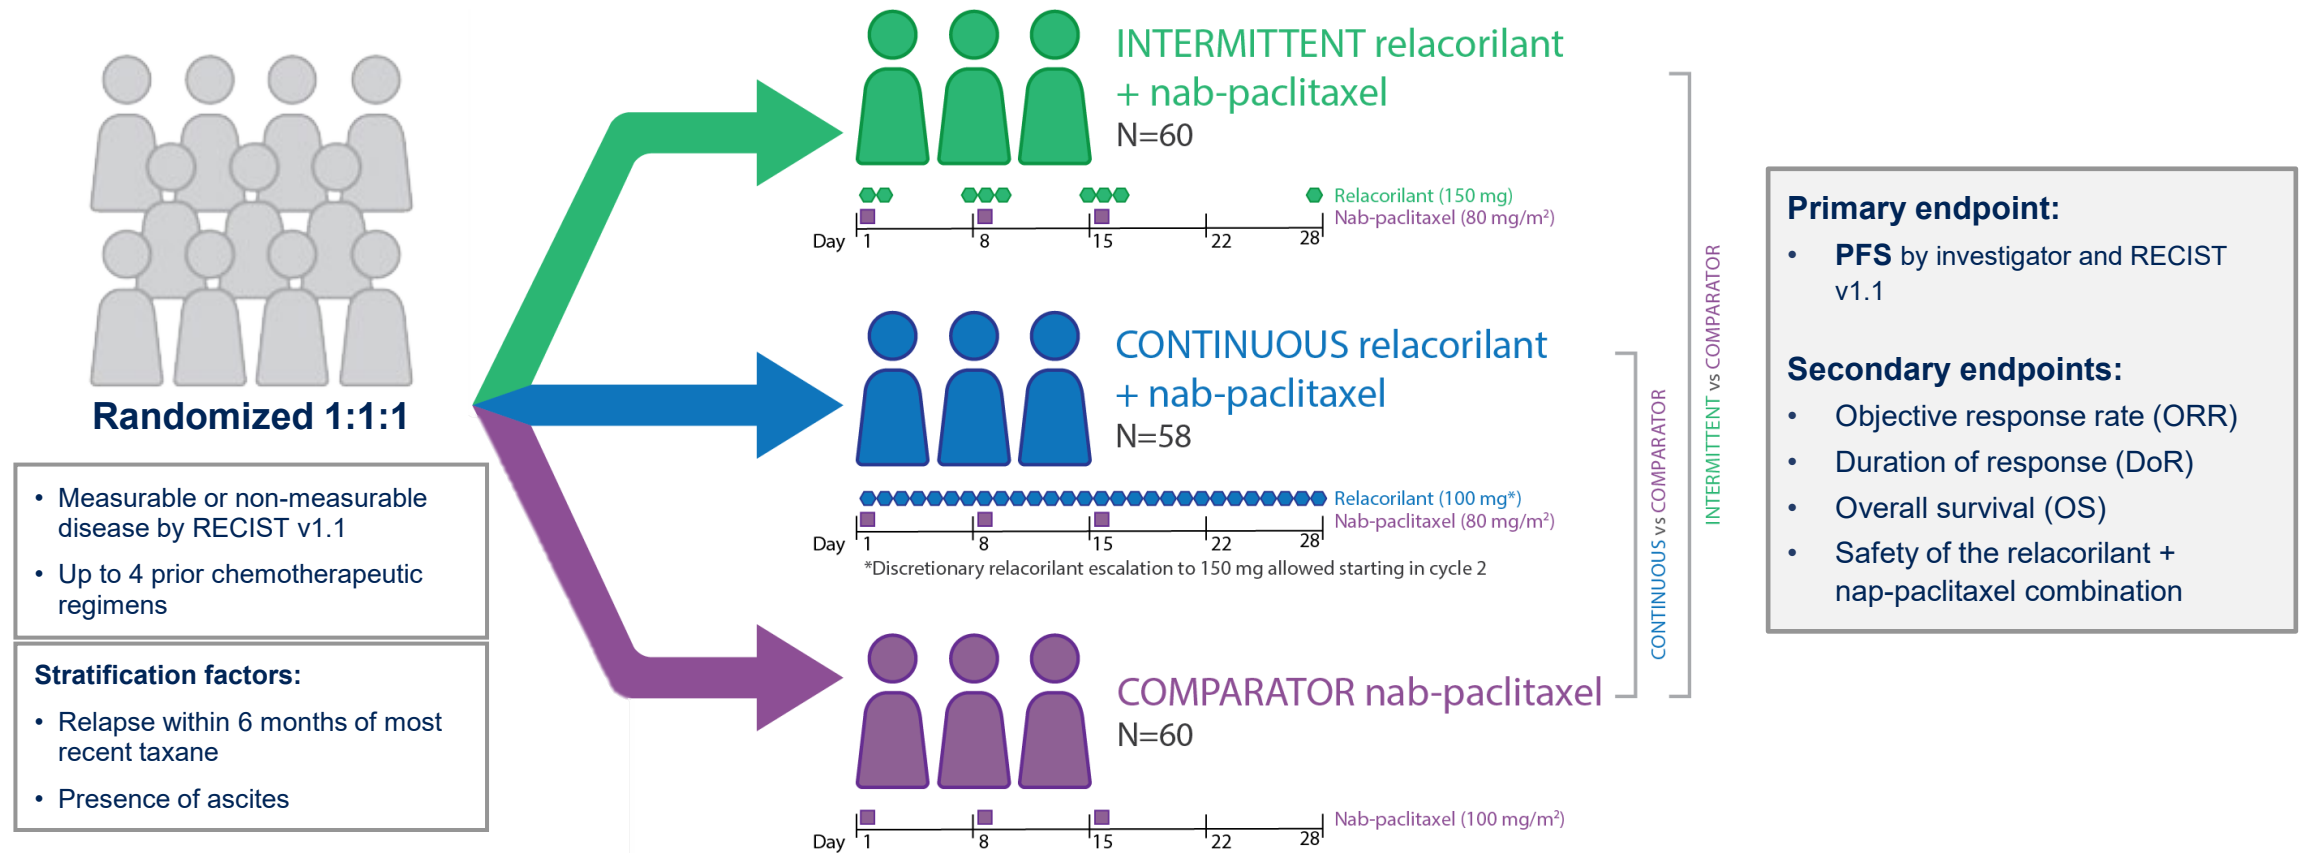 Randomized 1:1:1
• Measurable or non-measurable
disease by RECIST v1.1
• Up to 4 prior chemotherapeutic
regimens
Stratification factors:
• Relapse within 6 months of most
recent taxane
• Presence of ascites
INTERMITTENT relacorilant
+ nab-paclitaxel
N=60
Relacorilant (150 mg)
Nab-paclitaxel (80 mg/m²)
Day 1 8 15 22 28
CONTINUOUS relacorilant
+ nab-paclitaxel
N=58
Relacorilant (100 mg*)
Nab-paclitaxel (80 mg/m²)
Day 1 8 15 22 28
*Discretionary relacorilant escalation to 150 mg allowed starting in cycle 2
COMPARATOR nab-paclitaxel
N=60
Nab-paclitaxel (100 mg/m²)
Day 1 8 15 22 28
CONTINUOUS vs COMPARATOR
INTERMITTENT vs COMPARATOR
Primary endpoint:
• PFS by investigator and RECIST
v1.1
Secondary endpoints:
• Objective response rate (ORR)
• Duration of response (DoR)
• Overall survival (OS)
• Safety of the relacorilant +
nap-paclitaxel combination